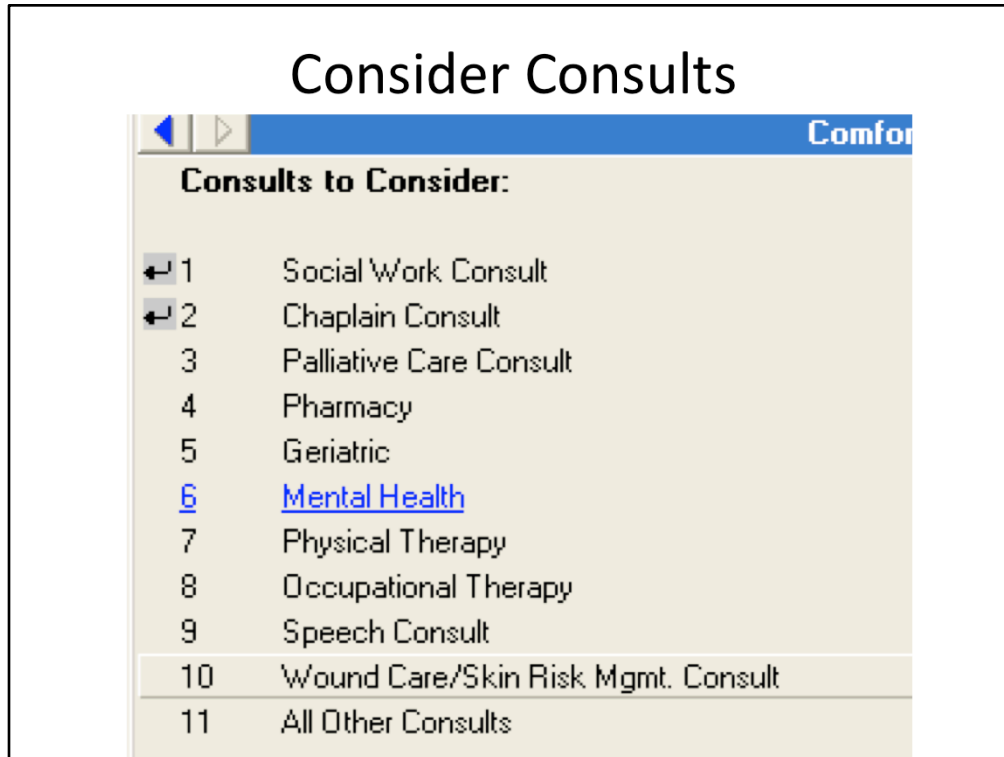 Consider Consults
Comfor
Consults to Consider:
1 Social Work Consult
2 Chaplain Consult
3 Palliative Care Consult
4 Pharmacy
5 Geriatric
6 Mental Health
7 Physical Therapy
8 Occupational Therapy
9 Speech Consult
10 Wound Care/Skin Risk Mgmt. Consult
11 All Other Consults